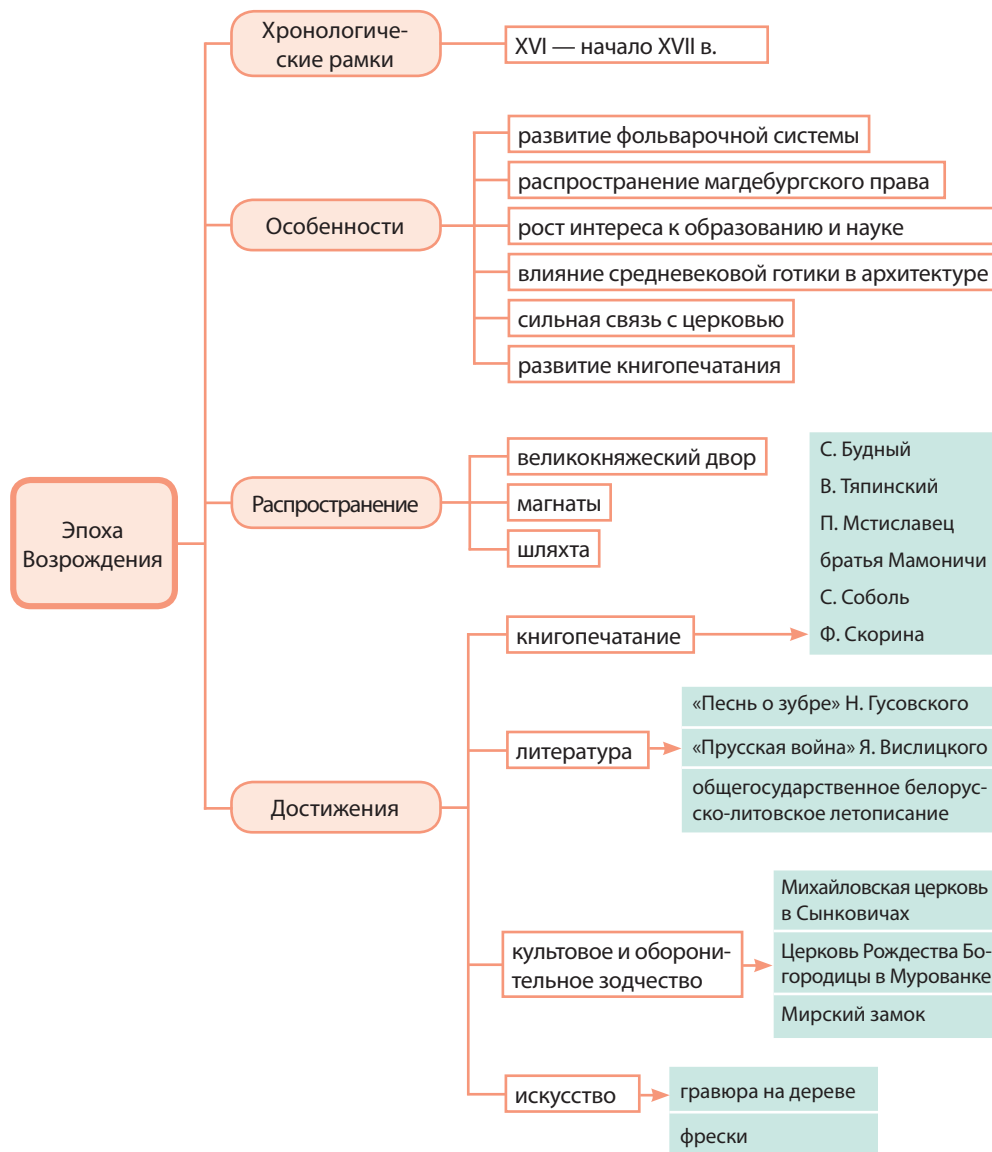 Хронологиче-
ские рамки
XVI — начало XVII в.
Особенности
развитие фольварочной системы
распространение магдебургского права
рост интереса к образованию и науке
влияние средневековой готики в архитектуре
сильная связь с церковью
развитие книгопечатания
Эпоха
Возрождения
Распространение
великокняжеский двор
магнаты
шляхта
Достижения
книгопечатание
С. Будный
В. Тяпинский
П. Мстиславец
братья Мамоничи
С. Соболь
Ф. Скорина
литература
«Песнь о зубре» Н. Гусовского
«Прусская война» Я. Вислицкого
общегосударственное белорус-
ско-литовское летописание
культовое и оборони-
тельное зодчество
Михайловская церковь
в Сынковичах
Церковь Рождества Бо-
городицы в Мурованке
Мирский замок
искусство
гравюра на дереве
фрески